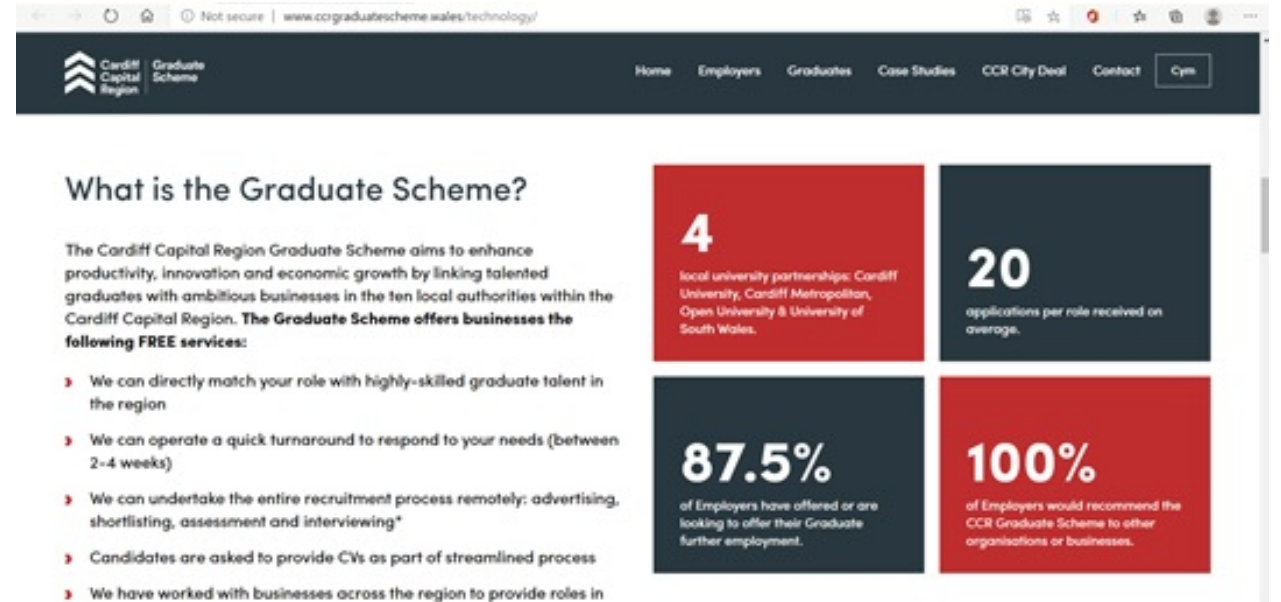 Not secure | www.ccrgraduatescheme.wales/technology/
Cardiff
Capital
Region
Graduate
Scheme
Home Employers Graduates Case Studies CCR City Deal Contact Cym
What is the Graduate Scheme?
The Cardiff Capital Region Graduate Scheme aims to enhance
productivity, innovation and economic growth by linking talented
graduates with ambitious businesses in the ten local authorities within the
Cardiff Capital Region. The Graduate Scheme offers businesses the
following FREE services:
We can directly match your role with highly-skilled graduate talent in
the region
We can operate a quick turnaround to respond to your needs (between
2-4 weeks)
We can undertake the entire recruitment process remotely: advertising,
shortlisting, assessment and interviewing*
Candidates are asked to provide CVs as part of streamlined process
We have worked with businesses across the region to provide roles in
4
local university partnerships: Cardiff
University, Cardiff Metropolitan,
Open University & University of
South Wales.
20
applications per role received on
average.
87.5%
of Employers have offered or are
looking to offer their Graduate
further employment.
100%
of Employers would recommend the
CCR Graduate Scheme to other
organisations or businesses.